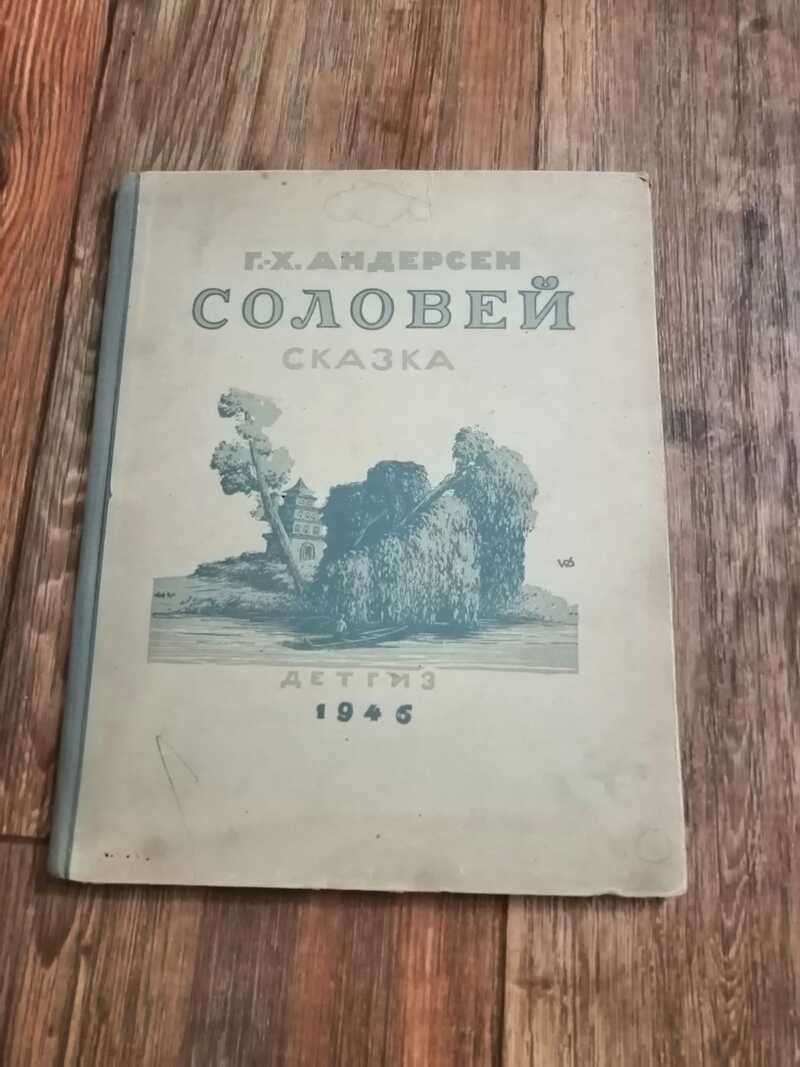 Г.-Х. АНДЕРСЕН
СОЛОВЕЙ
СКАЗКА
ДЕТГИЗ
1946